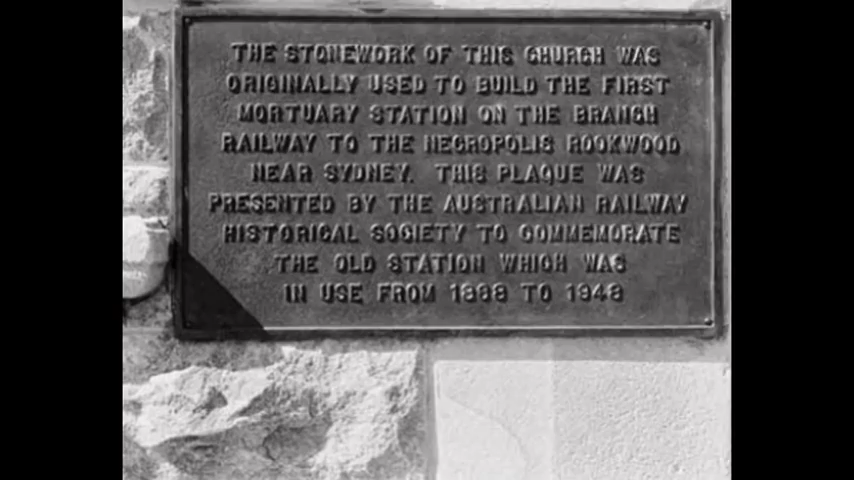 THE STONEWORK OF THIS CHURCH WAS
ORIGINALLY USED TO BUILD THE FIRST
MORTUARY STATION ON THE BRANCH
RAILWAY TO THE NECROPOLIS ROOKWOOD
NEAR SYDNEY. THIS PLAQUE WAS
PRESENTED BY THE AUSTRALIAN RAILWAY
HISTORICAL SOCIETY TO COMMEMORATE
THE OLD STATION WHICH WAS
IN USE FROM 1868 TO 1948